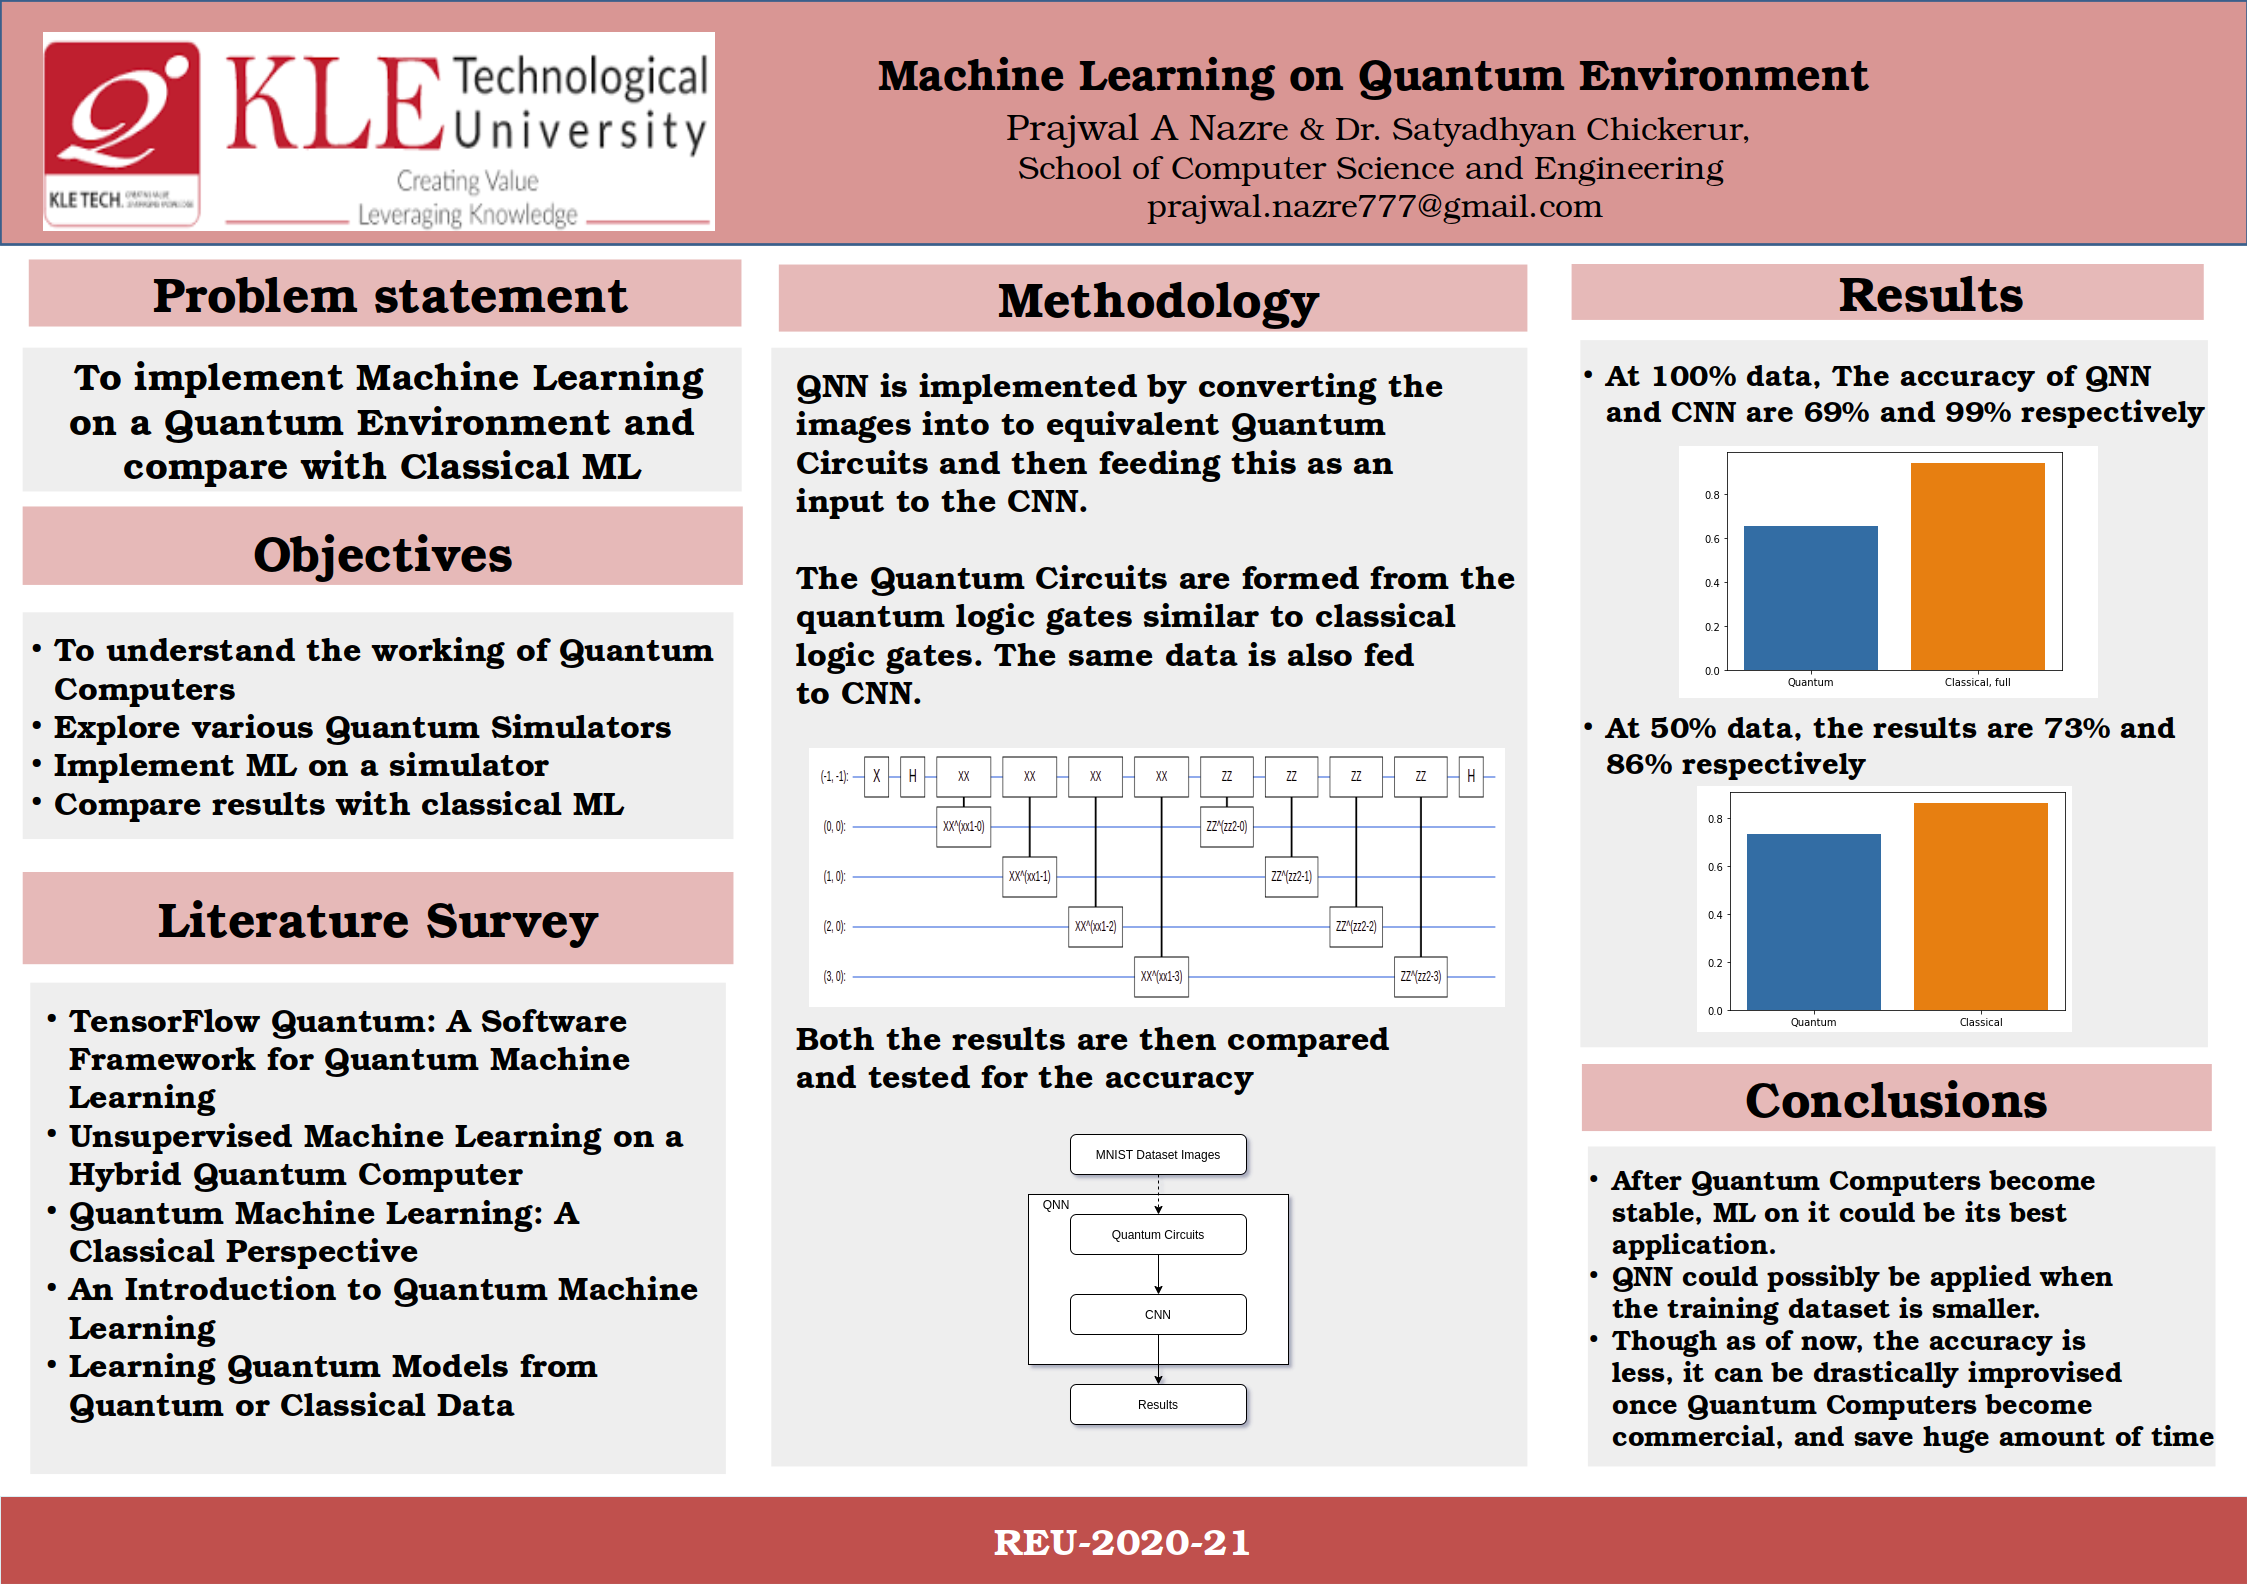 KLE Technological
University
Creating Value
Leveraging Knowledge
KLE TECH.
Machine Learning on Quantum Environment
Prajwal A Nazre & Dr. Satyadhyan Chickerur,
School of Computer Science and Engineering
prajwal.nazre777@gmail.com
Problem statement
To implement Machine Learning
on a Quantum Environment and
compare with Classical ML
Objectives
• To understand the working of Quantum
Computers
• Explore various Quantum Simulators
• Implement ML on a simulator
• Compare results with classical ML
Literature Survey
• TensorFlow Quantum: A Software
Framework for Quantum Machine
Learning
• Unsupervised Machine Learning on a
Hybrid Quantum Computer
• Quantum Machine Learning: A
Classical Perspective
• An Introduction to Quantum Machine
Learning
• Learning Quantum Models from
Quantum or Classical Data
Methodology
QNN is implemented by converting the
images into to equivalent Quantum
Circuits and then feeding this as an
input to the CNN.
The Quantum Circuits are formed from the
quantum logic gates similar to classical
logic gates. The same data is also fed
to CNN.
(-1, -1): X H XX XX XX XX ZZ ZZ ZZ ZZ H
(0, 0): XX^(xx1-0) ZZ^(zz2-0)
(1, 0): XX^(xx1-1) ZZ^(zz2-1)
(2, 0): XX^(xx1-2) ZZ^(zz2-2)
(3, 0): XX^(xx1-3) ZZ^(zz2-3)
Both the results are then compared
and tested for the accuracy
MNIST Dataset Images
QNN
Quantum Circuits
CNN
Results
Results
• At 100% data, The accuracy of QNN
and CNN are 69% and 99% respectively
0.8
0.6
0.4
0.2
0.0
Quantum Classical, full
• At 50% data, the results are 73% and
86% respectively
0.8
0.6
0.4
0.2
0.0
Quantum Classical
Conclusions
• After Quantum Computers become
stable, ML on it could be its best
application.
• QNN could possibly be applied when
the training dataset is smaller.
• Though as of now, the accuracy is
less, it can be drastically improvised
once Quantum Computers become
commercial, and save huge amount of time
REU-2020-21